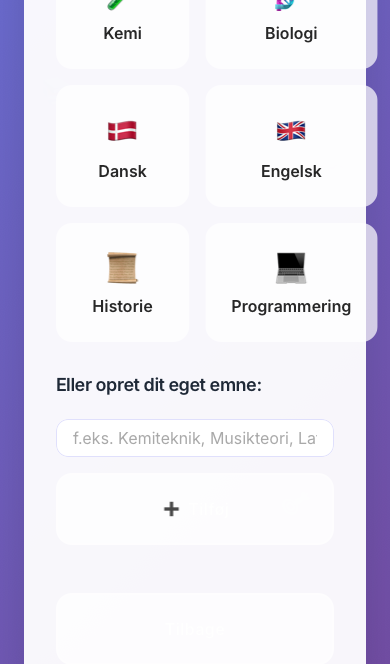 Kemi
Biologi
Dansk
Engelsk
Historie
Programmering
Eller opret dit eget emne:
f.eks. Kemiteknik, Musikteori, La